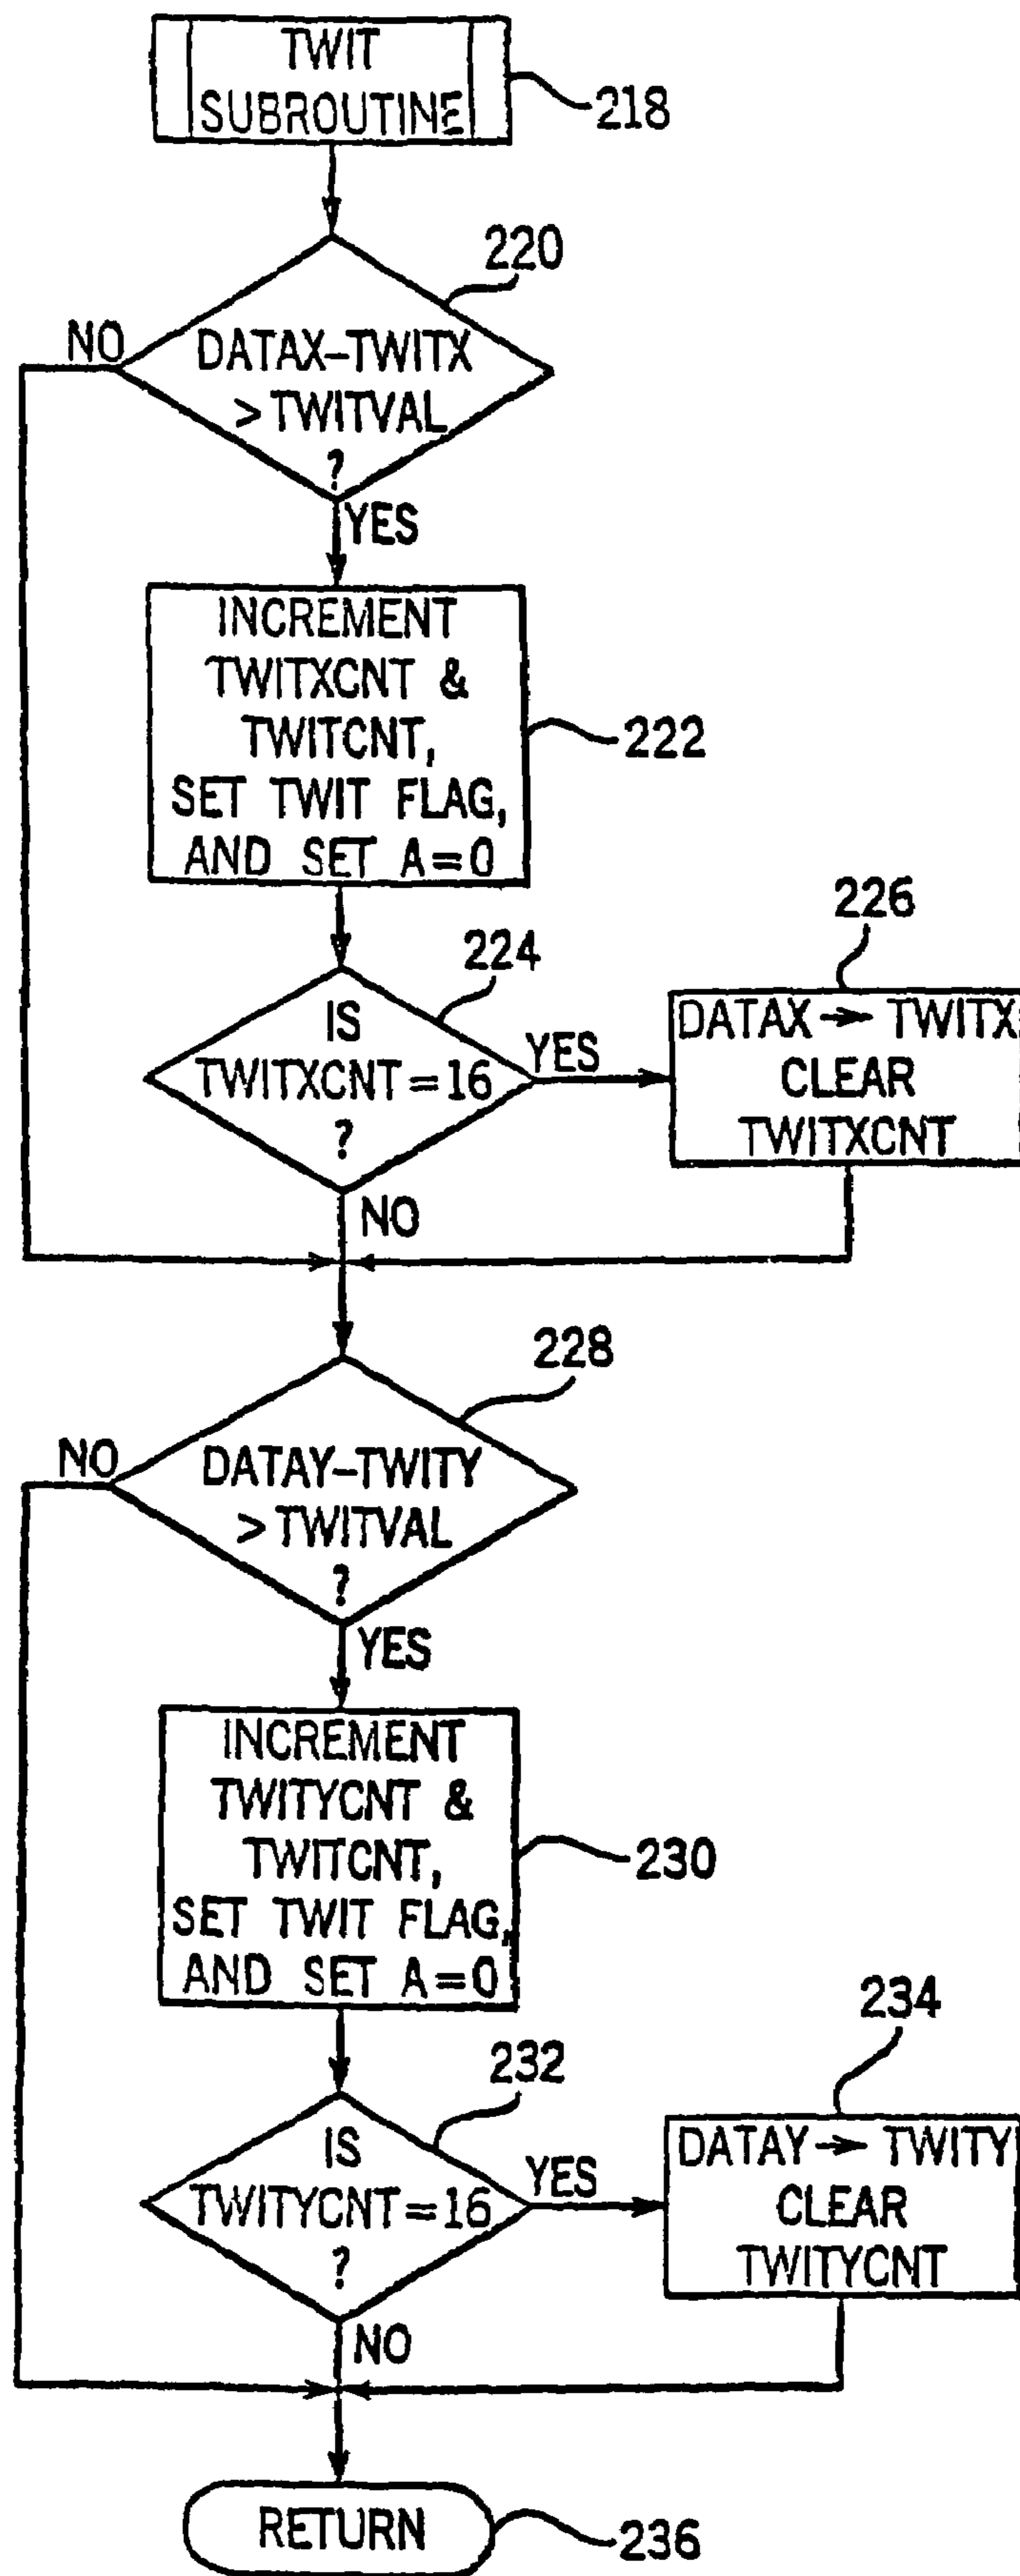 TWIT
SUBROUTINE
218
220
NO
DATAX–TWITX
> TWITVAL
?
YES
INCREMENT
TWITXCNT &
TWITCNT,
SET TWIT FLAG,
AND SET A=0
222
224
226
IS
TWITXCNT=16
?
YES
DATAX → TWITX
CLEAR
TWITXCNT
NO
228
NO
DATAY–TWITY
> TWITVAL
?
YES
INCREMENT
TWITYCNT &
TWITCNT,
SET TWIT FLAG,
AND SET A=0
230
232
234
IS
TWITYCNT=16
?
YES
DATAY → TWITY
CLEAR
TWITYCNT
NO
RETURN
236